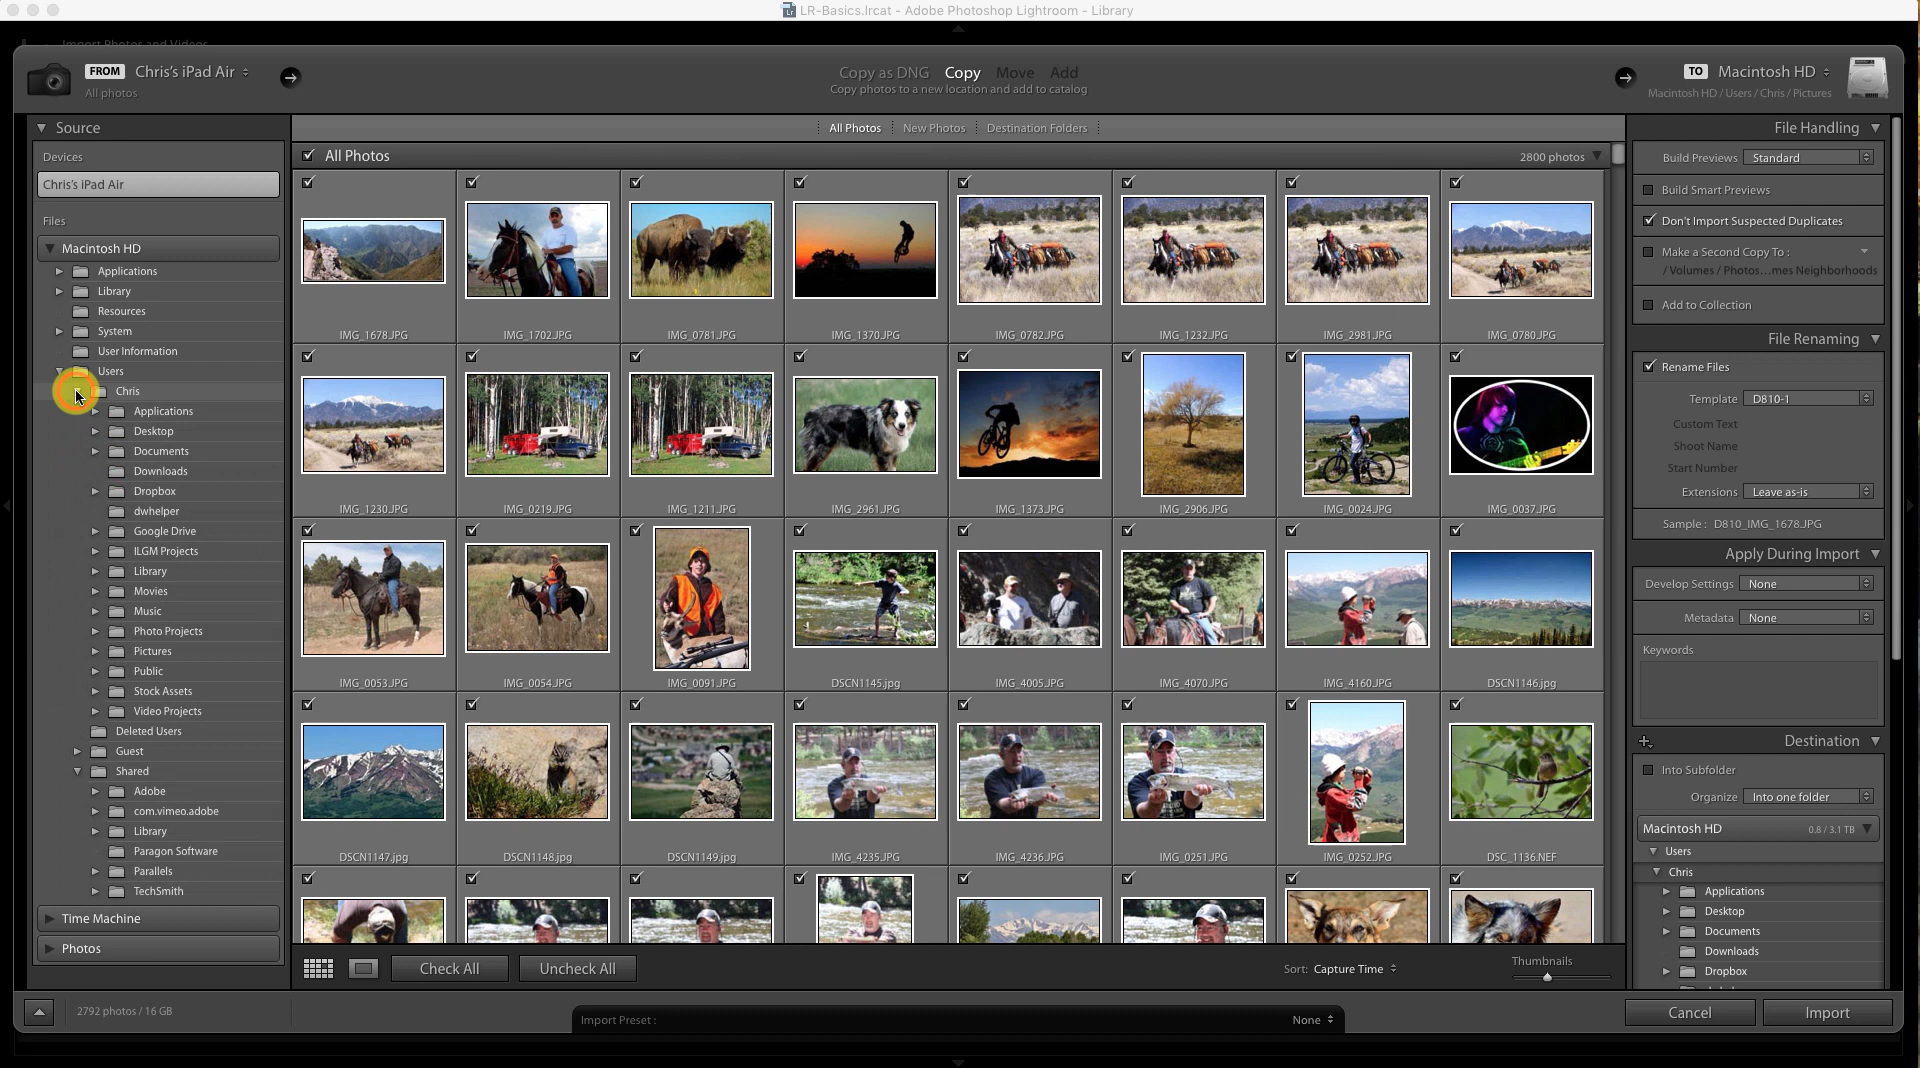 LR-Basics.lrcat - Adobe Photoshop Lightroom - Library
Import Photos and Videos
FROM Chris's iPad Air
All photos
Copy as DNG Copy Move Add
Copy photos to a new location and add to catalog
TO Macintosh HD
Macintosh HD / Users / Chris / Pictures
Source
Devices
Chris's iPad Air
Files
Macintosh HD
Applications
Library
Resources
System
User Information
Users
Chris
Applications
Desktop
Documents
Downloads
Dropbox
dwhelper
Google Drive
ILGM Projects
Library
Movies
Music
Photo Projects
Pictures
Public
Stock Assets
Video Projects
Deleted Users
Guest
Shared
Adobe
com.vimeo.adobe
Library
Paragon Software
Parallels
TechSmith
Time Machine
Photos
All Photos New Photos Destination Folders
All Photos 2800 photos
IMG_1678.JPG IMG_1702.JPG IMG_0781.JPG IMG_1370.JPG IMG_0782.JPG IMG_1232.JPG IMG_2981.JPG IMG_0780.JPG
IMG_1230.JPG IMG_0219.JPG IMG_1211.JPG IMG_2961.JPG IMG_1373.JPG IMG_2906.JPG IMG_0024.JPG IMG_0037.JPG
IMG_0053.JPG IMG_0054.JPG IMG_0091.JPG DSCN1145.jpg IMG_4005.JPG IMG_4070.JPG IMG_4160.JPG DSCN1146.jpg
DSCN1147.jpg DSCN1148.jpg DSCN1149.jpg IMG_4235.JPG IMG_4236.JPG IMG_0251.JPG IMG_0252.JPG DSC_1136.NEF
Check All Uncheck All
Sort: Capture Time
Thumbnails
File Handling
Build Previews Standard
Build Smart Previews
Don't Import Suspected Duplicates
Make a Second Copy To :
/ Volumes / Photos…mes Neighborhoods
Add to Collection
File Renaming
Rename Files
Template D810-1
Custom Text
Shoot Name
Start Number
Extensions Leave as-is
Sample : D810_IMG_1678.JPG
Apply During Import
Develop Settings None
Metadata None
Keywords
Destination
Into Subfolder
Organize Into one folder
Macintosh HD 0.8 / 3.1 TB
Users
Chris
Applications
Desktop
Documents
Downloads
Dropbox
2792 photos / 16 GB
Import Preset : None
Cancel Import